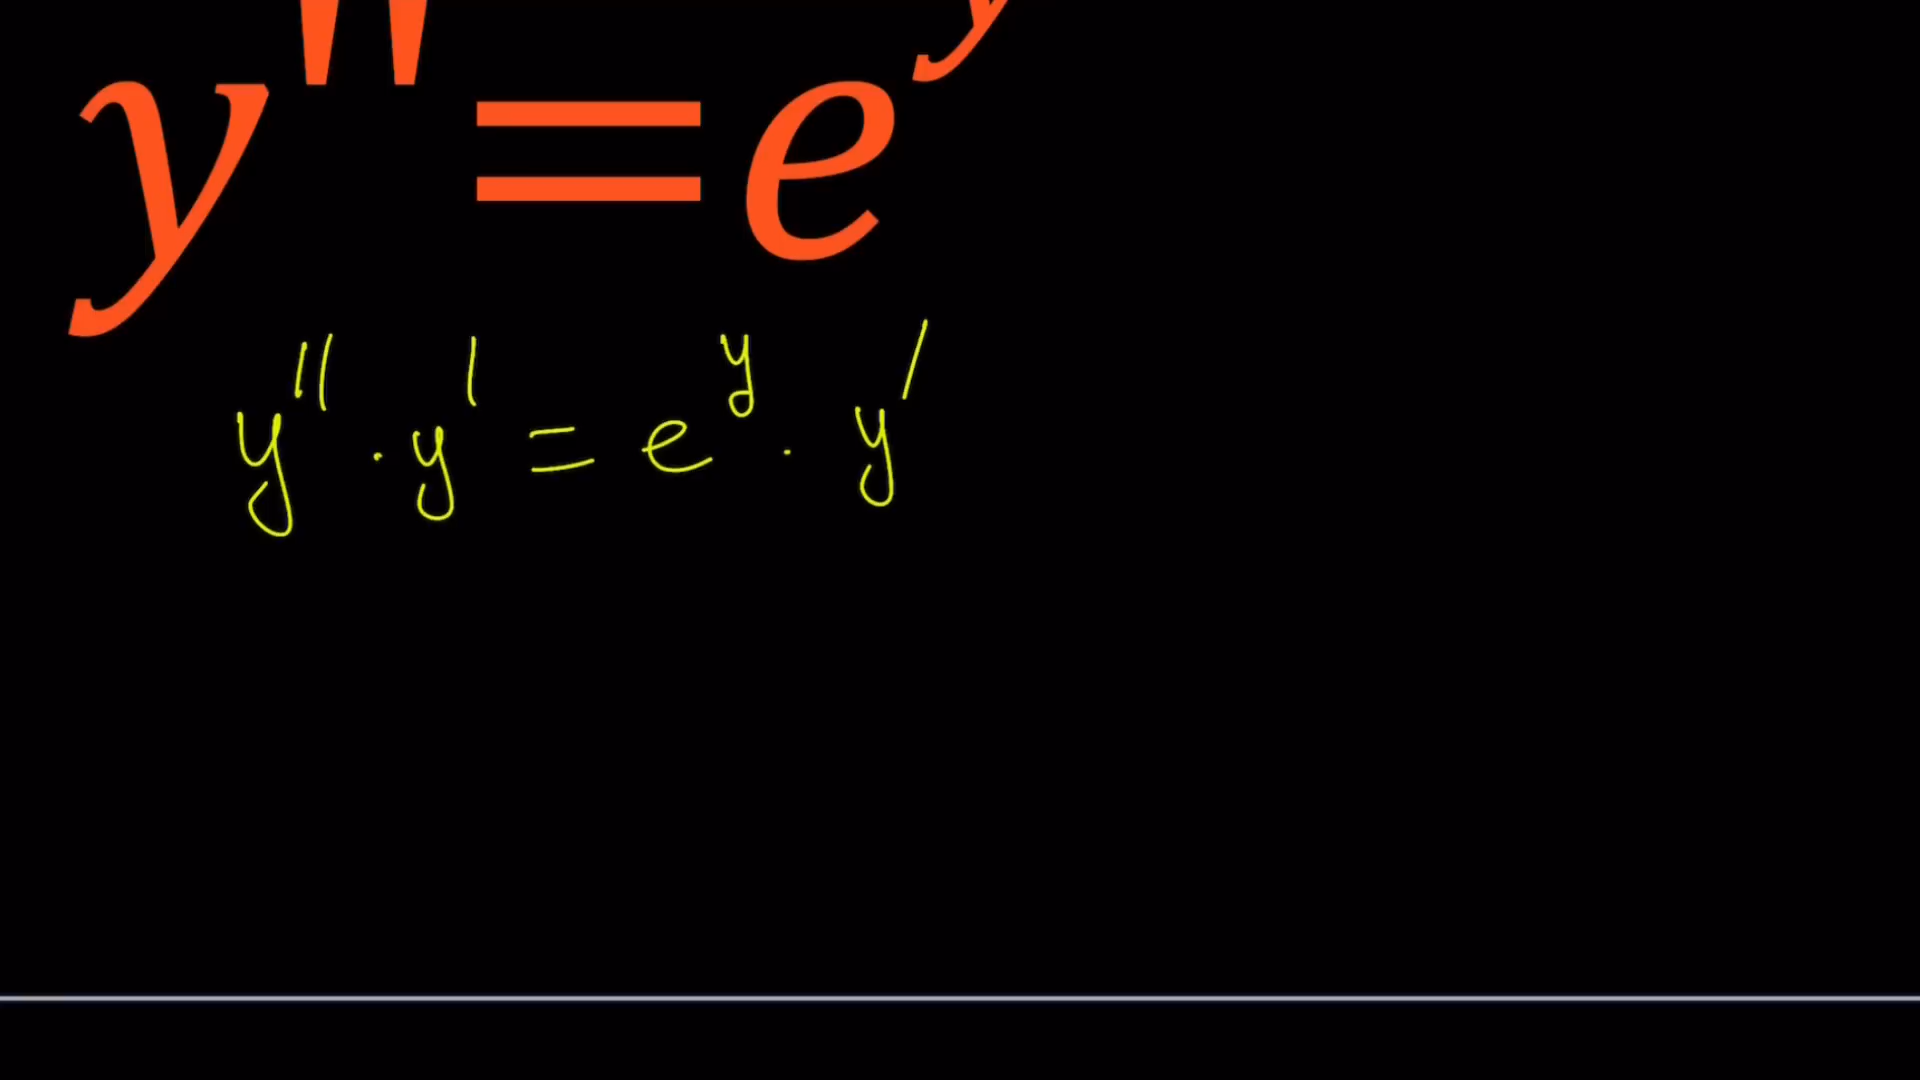 y''=e^y
y'' · y' = e^y · y'